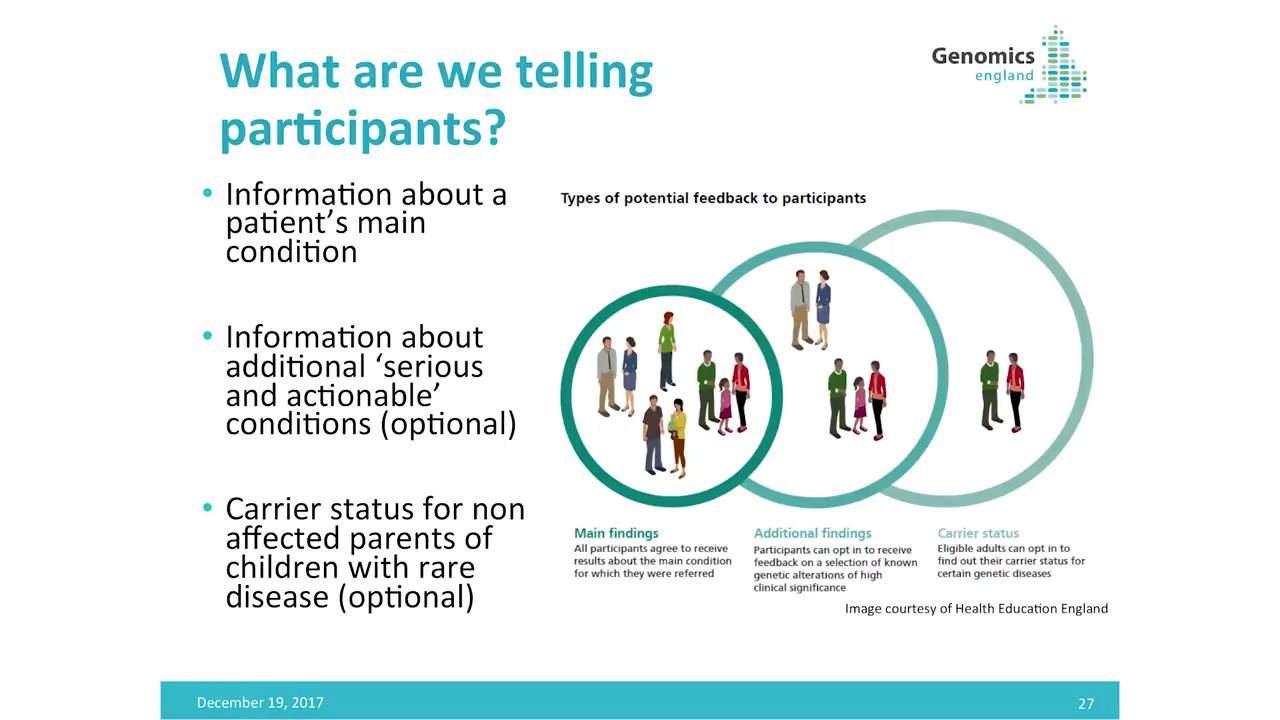 What are we telling
participants?
Genomics
england
• Information about a
patient’s main
condition
• Information about
additional ‘serious
and actionable’
conditions (optional)
• Carrier status for non
affected parents of
children with rare
disease (optional)
Types of potential feedback to participants
Main findings
All participants agree to receive
results about the main condition
for which they were referred
Additional findings
Participants can opt in to receive
feedback on a selection of known
genetic alterations of high
clinical significance
Carrier status
Eligible adults can opt in to
find out their carrier status for
certain genetic diseases
Image courtesy of Health Education England
December 19, 2017
27